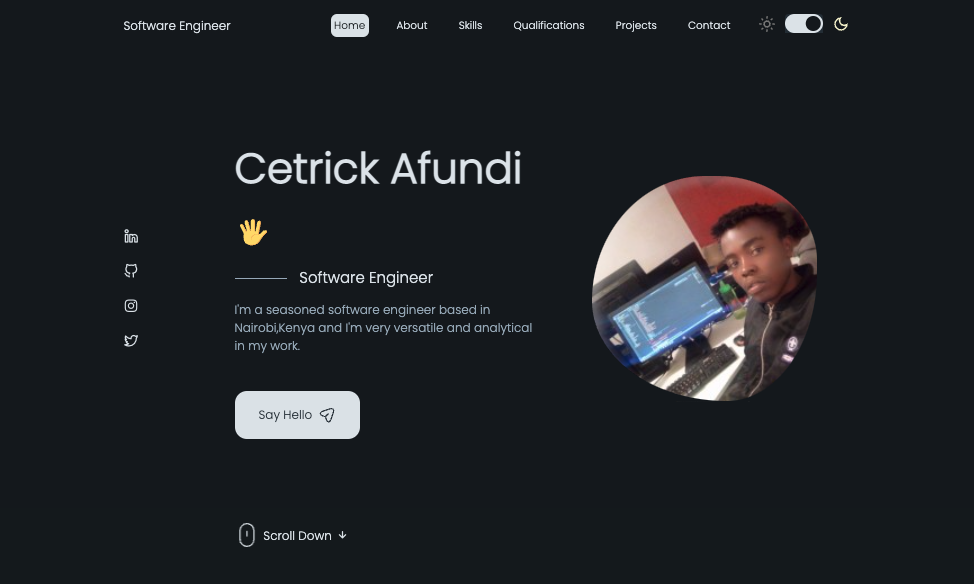 Software Engineer
Home
About
Skills
Qualifications
Projects
Contact
Cetrick Afundi
Software Engineer
I'm a seasoned software engineer based in
Nairobi,Kenya and I'm very versatile and analytical
in my work.
Say Hello
Scroll Down